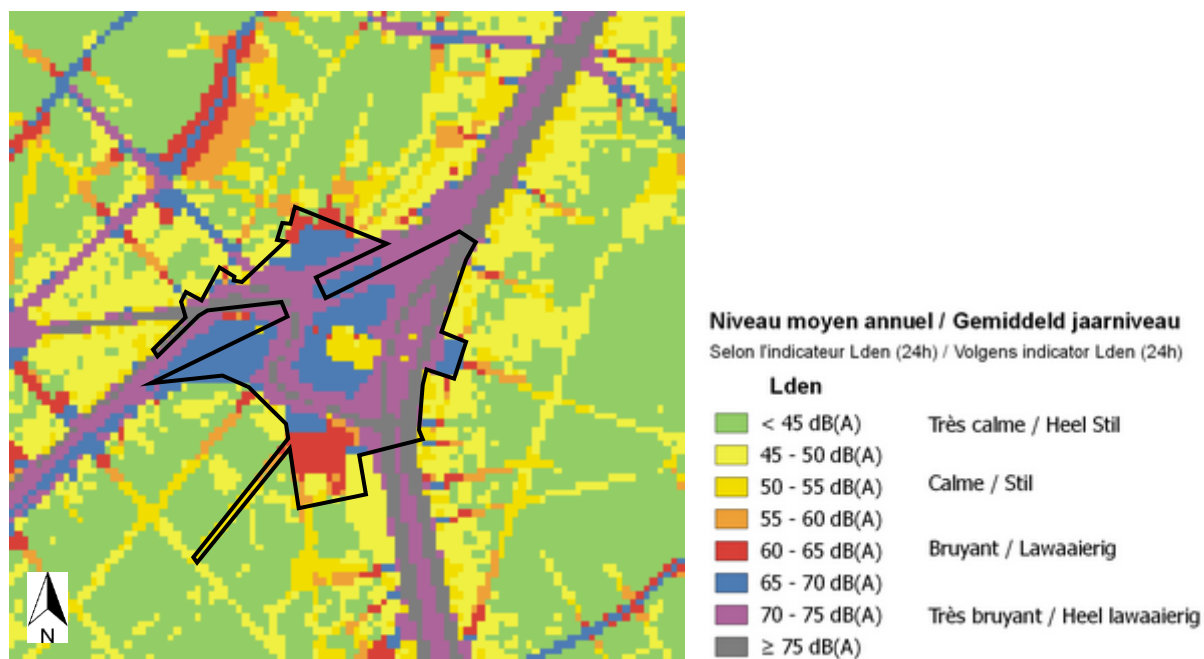 Niveau moyen annuel / Gemiddeld jaarniveau
Selon l'indicateur Lden (24h) / Volgens indicator Lden (24h)
Lden
< 45 dB(A) Très calme / Heel Stil
45 - 50 dB(A)
50 - 55 dB(A) Calme / Stil
55 - 60 dB(A)
60 - 65 dB(A) Bruyant / Lawaaierig
65 - 70 dB(A)
70 - 75 dB(A) Très bruyant / Heel lawaaierig
≥ 75 dB(A)
N